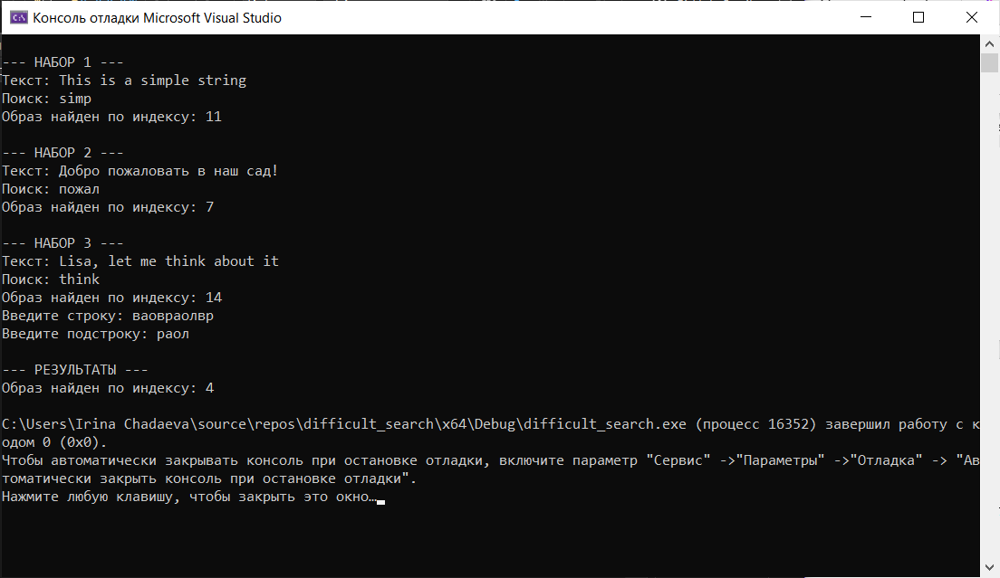 Консоль отладки Microsoft Visual Studio
--- НАБОР 1 ---
Текст: This is a simple string
Поиск: simp
Образ найден по индексу: 11
--- НАБОР 2 ---
Текст: Добро пожаловать в наш сад!
Поиск: пожал
Образ найден по индексу: 7
--- НАБОР 3 ---
Текст: Lisa, let me think about it
Поиск: think
Образ найден по индексу: 14
Введите строку: ваовраолвр
Введите подстроку: раол
--- РЕЗУЛЬТАТЫ ---
Образ найден по индексу: 4
C:\Users\Irina Chadaeva\source\repos\difficult_search\x64\Debug\difficult_search.exe (процесс 16352) завершил работу с к
одом 0 (0x0).
Чтобы автоматически закрывать консоль при остановке отладки, включите параметр "Сервис" ->"Параметры" ->"Отладка" -> "Ав
томатически закрыть консоль при остановке отладки".
Нажмите любую клавишу, чтобы закрыть это окно…